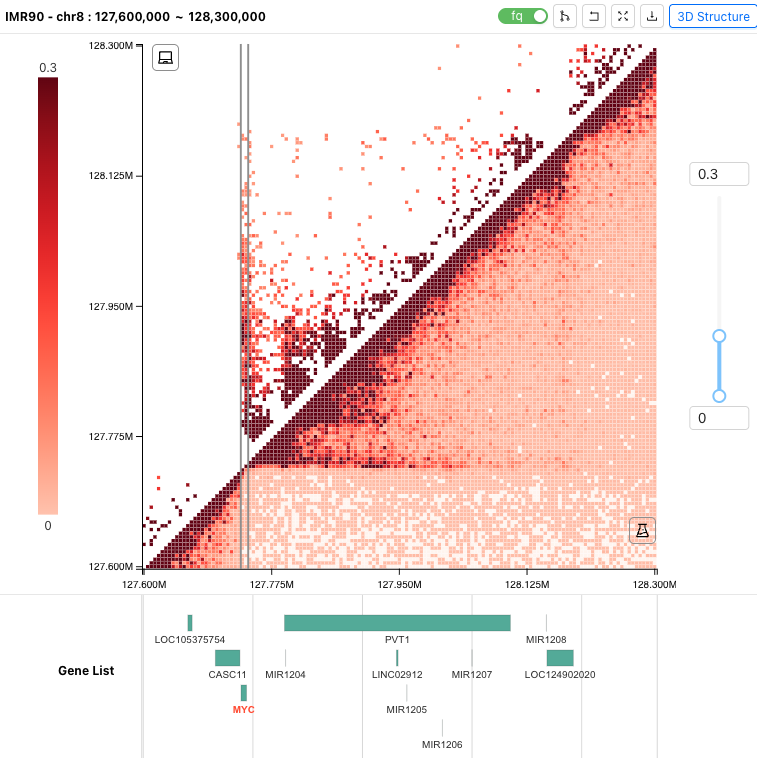 IMR90 - chr8 : 127,600,000 ~ 128,300,000
fq
3D Structure
0.3
0
128.300M
128.125M
127.950M
127.775M
127.600M
127.600M 127.775M 127.950M 128.125M 128.300M
0.3
0
Gene List
LOC105375754 PVT1 MIR1208
CASC11 MIR1204 LINC02912 MIR1207 LOC124902020
MYC MIR1205
MIR1206